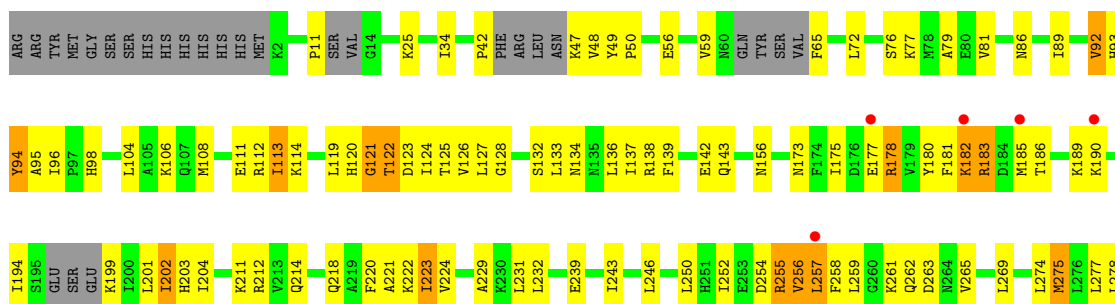 ARG ARG TYR MET GLY SER SER HIS HIS HIS HIS HIS HIS MET K2 P11 SER VAL G14 K25 I34 P42 PHE ARG LEU ASN K47 V48 Y49 P50 E56 V59 N60 GLN TYR SER VAL F65 L72 S76 K77 M78 A79 E80 V81 N86 I89 V92 H93
Y94 A95 I96 P97 H98 L104 A105 K106 Q107 M108 E111 R112 I113 K114 L119 H120 G121 T122 D123 I124 T125 V126 L127 G128 S132 L133 N134 N135 L136 I137 R138 F139 E142 Q143 N156 N173 F174 I175 D176 E177 R178 V179 Y180 F181 K182 R183 D184 M185 T186 K189 K190
I194 S195 GLU SER GLU K199 I200 L201 I202 H203 I204 K211 R212 V213 Q214 Q218 A219 F220 A221 K222 I223 V224 A229 K230 L231 L232 E239 I243 L246 L250 H251 I252 E253 D254 R255 V256 L257 F258 L259 G260 K261 Q262 D263 N264 V265 L269 L274 M275 L276 L277